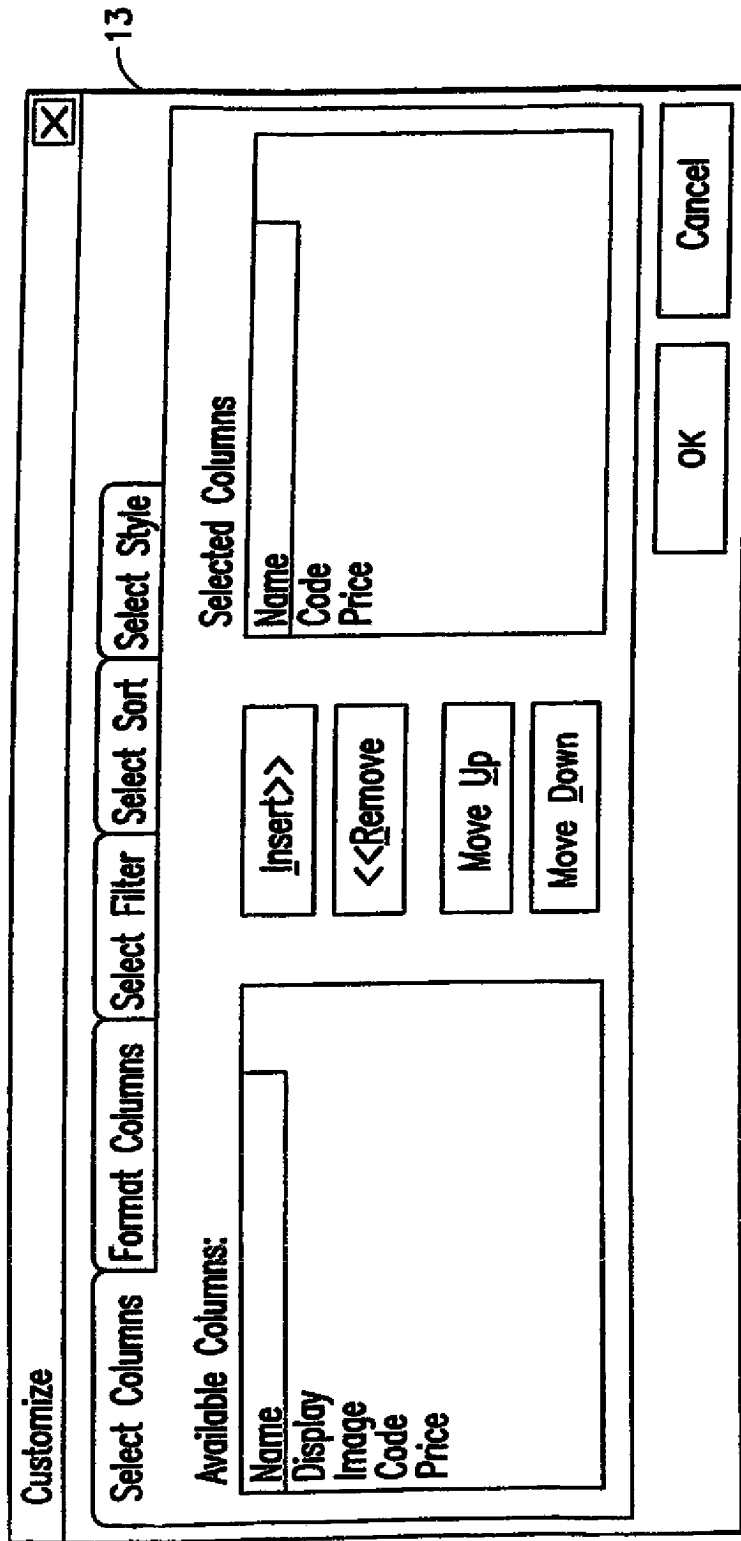 Customize
13
Select Columns
Format Columns
Select Filter
Select Sort
Select Style
Available Columns:
Name
Display
Image
Code
Price
Insert>>
<<Remove
Move Up
Move Down
Selected Columns
Name
Code
Price
OK
Cancel